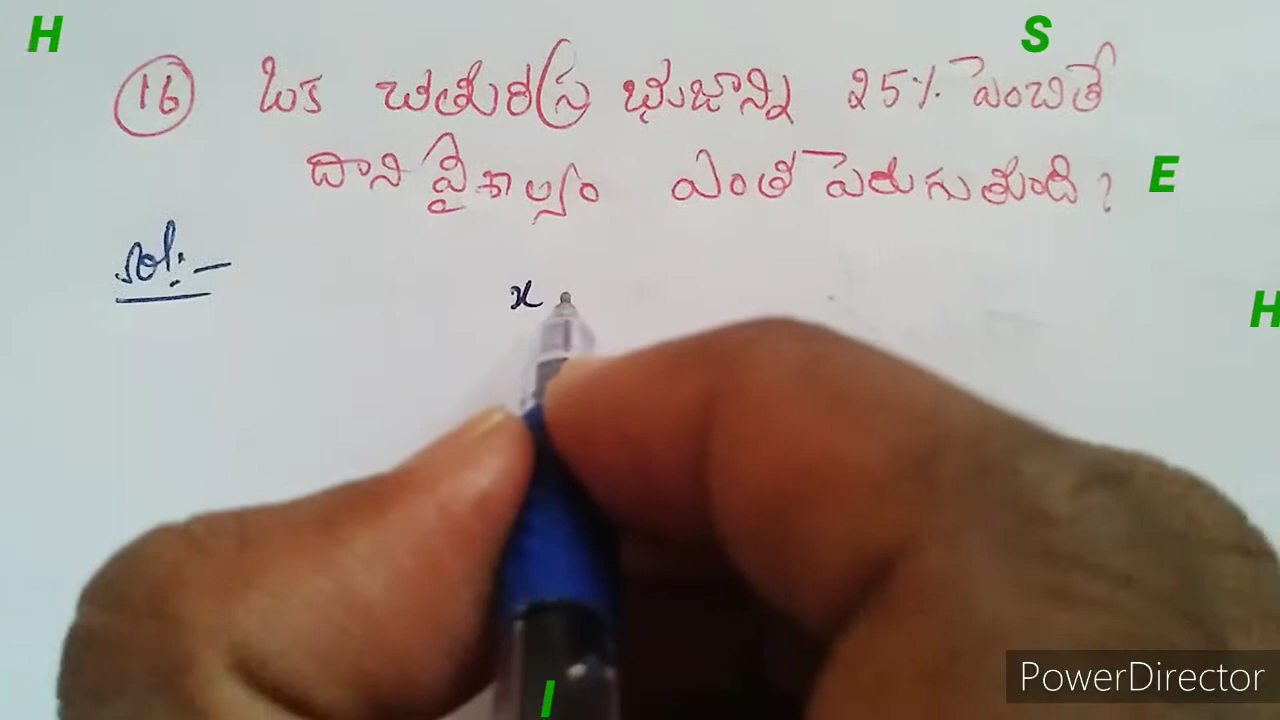 H
S
16 ఒక చతురస్ర భుజాన్ని 25% పెంచితే
దాని వైశాల్యం ఎంత పెరుగుతుంది?
E
Sol:-
x
H
I
PowerDirector